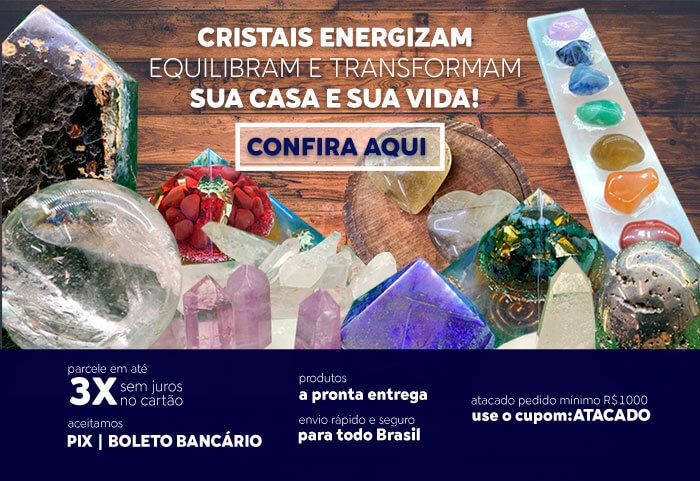 CRISTAIS ENERGIZAM
EQUILIBRAM E TRANSFORMAM
SUA CASA E SUA VIDA!
CONFIRA AQUI
parcele em até
3X sem juros
no cartão
aceitamos
PIX | BOLETO BANCÁRIO
produtos
a pronta entrega
envio rápido e seguro
para todo Brasil
atacado pedido mínimo R$1000
use o cupom:ATACADO